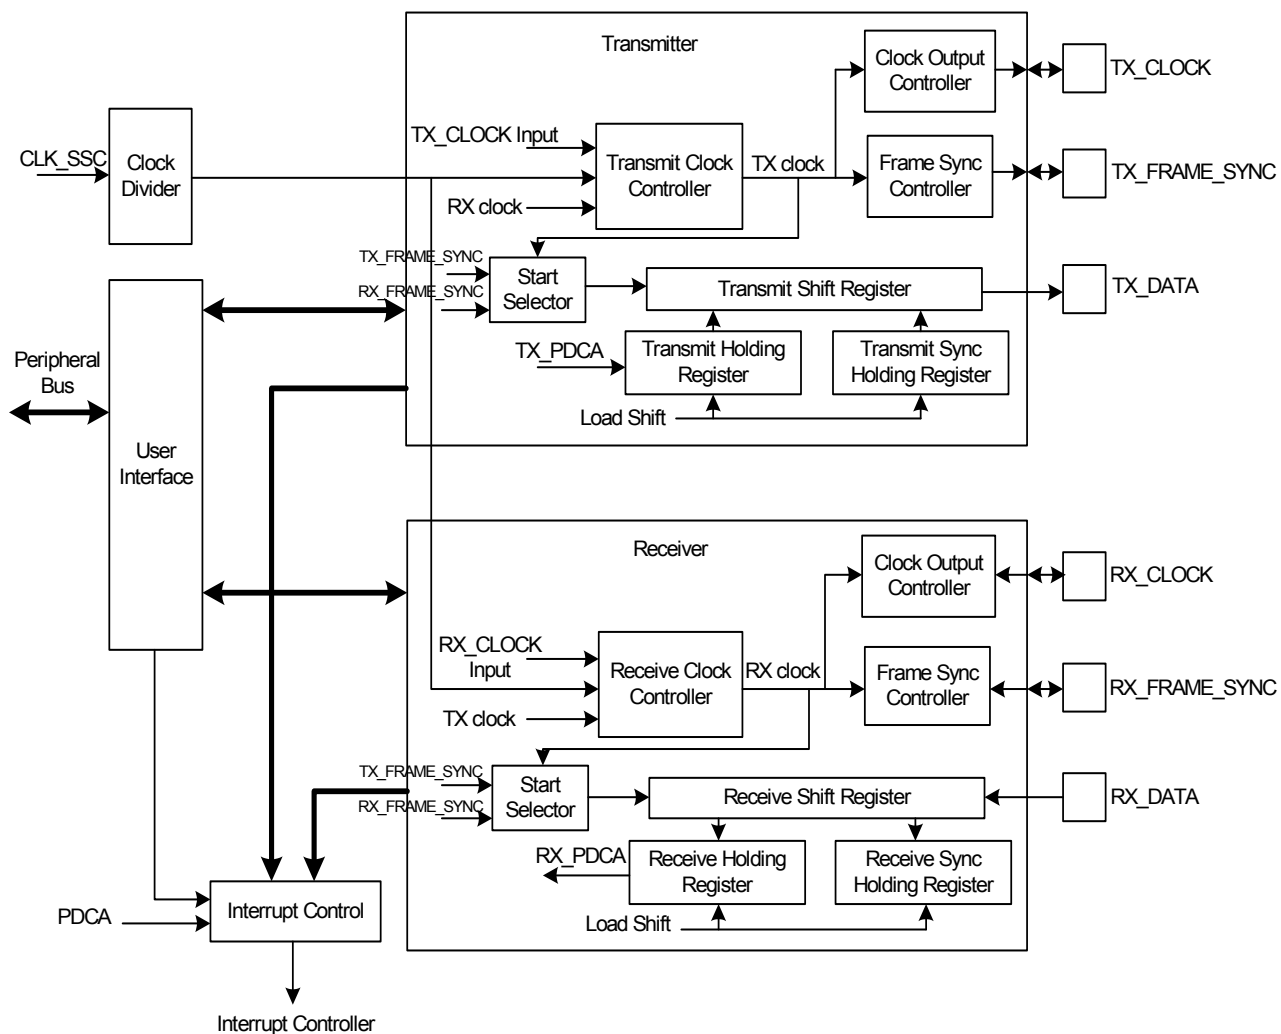 Transmitter
Clock Output
Controller
TX_CLOCK
TX_CLOCK Input
CLK_SSC
Clock
Divider
Transmit Clock
Controller
TX clock
Frame Sync
Controller
TX_FRAME_SYNC
RX clock
TX_FRAME_SYNC
RX_FRAME_SYNC
Start
Selector
Transmit Shift Register
TX_DATA
TX_PDCA
Transmit Holding
Register
Transmit Sync
Holding Register
Load Shift
Peripheral
Bus
User
Interface
Receiver
Clock Output
Controller
RX_CLOCK
RX_CLOCK
Input
Receive Clock
Controller
RX clock
Frame Sync
Controller
RX_FRAME_SYNC
TX clock
TX_FRAME_SYNC
RX_FRAME_SYNC
Start
Selector
Receive Shift Register
RX_DATA
RX_PDCA
Receive Holding
Register
Receive Sync
Holding Register
Load Shift
PDCA
Interrupt Control
Interrupt Controller